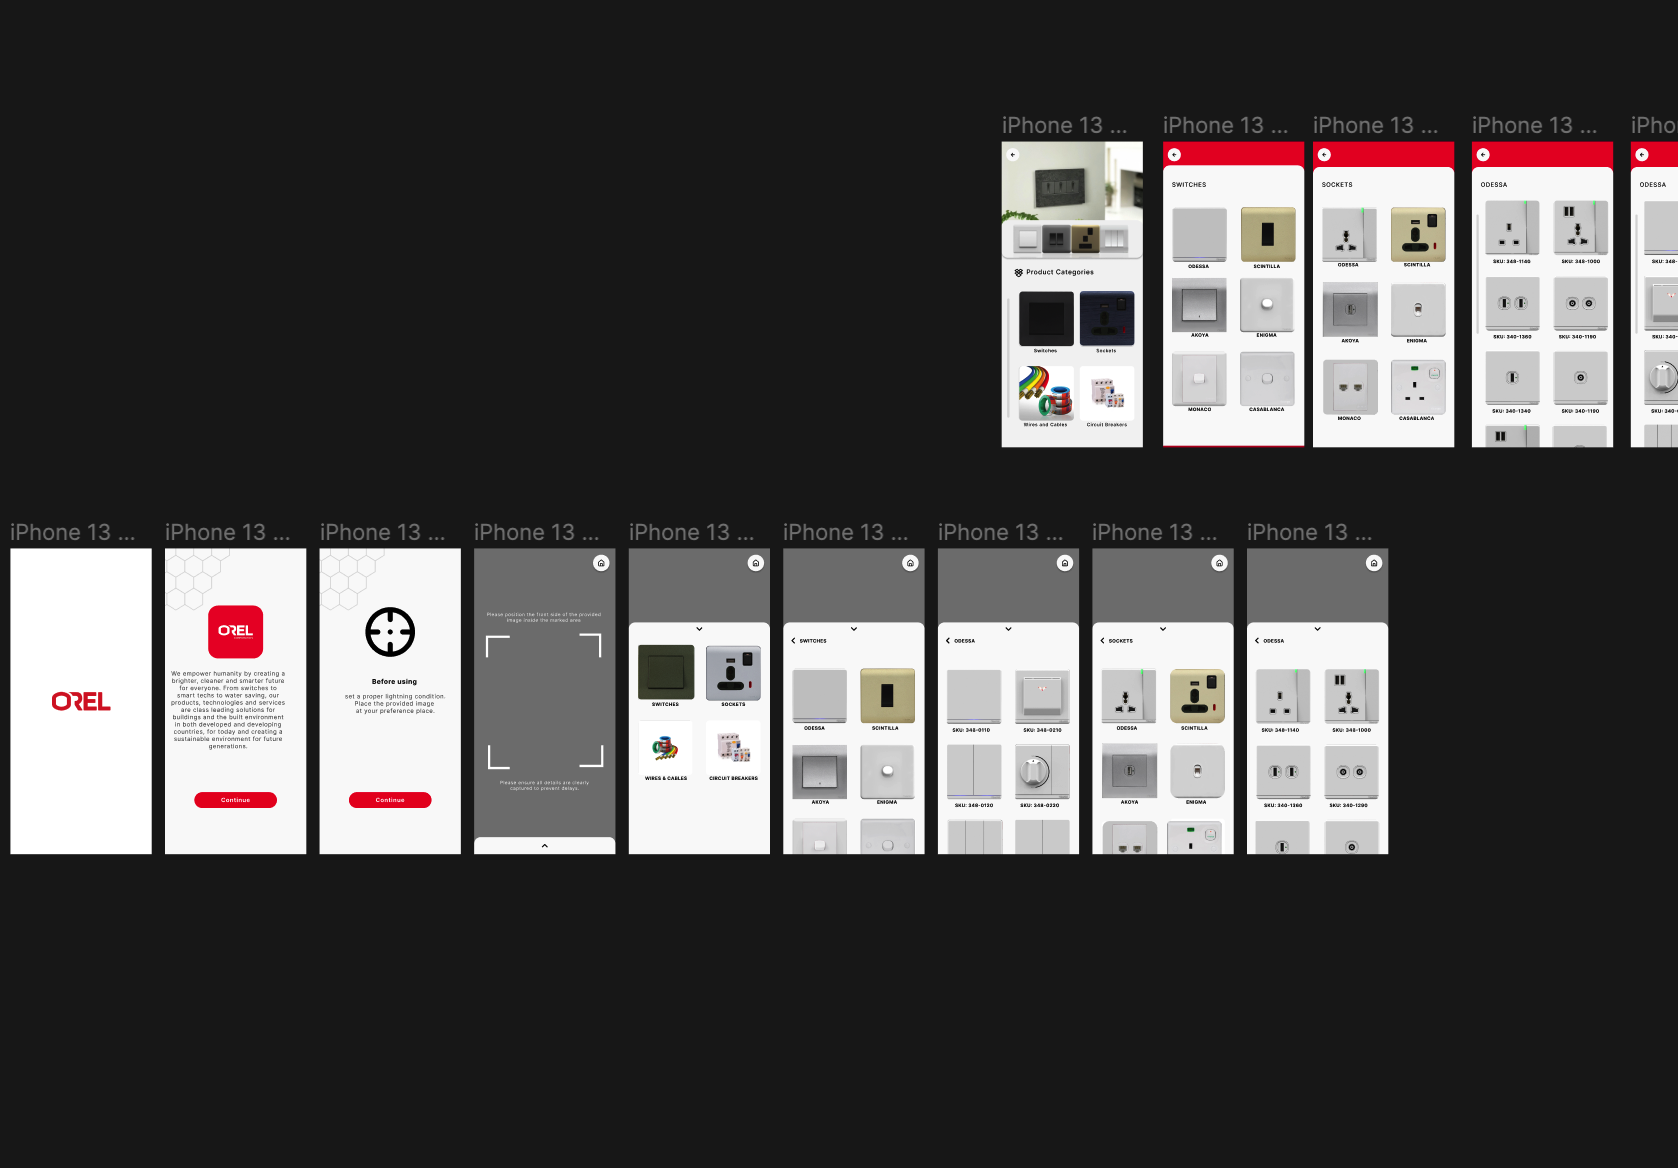 iPhone 13 ...
iPhone 13 ...
iPhone 13 ...
iPhone 13 ...
iPho
Product Categories
Switches
Sockets
Wires and Cables
Circuit Breakers
SWITCHES
ODESSA
SCINTILLA
AKOYA
ENIGMA
MONACO
CASABLANCA
SOCKETS
ODESSA
SCINTILLA
AKOYA
ENIGMA
MONACO
CASABLANCA
ODESSA
SKU: 348-1140
SKU: 348-1000
SKU: 340-1360
SKU: 340-1190
SKU: 340-1340
SKU: 340-1190
ODESSA
SKU: 348-
SKU: 340-
SKU: 340-
iPhone 13 ...
iPhone 13 ...
iPhone 13 ...
iPhone 13 ...
iPhone 13 ...
iPhone 13 ...
iPhone 13 ...
iPhone 13 ...
iPhone 13 ...
OREL
OREL
We empower humanity by creating a
brighter, cleaner and smarter future
for everyone. From switches to
smart techs to water saving, our
products, technologies and services
are class leading solutions for
buildings and the built environment
in both developed and developing
countries, for today and creating a
sustainable environment for future
generations.
Continue
Before using
set a proper lightning condition.
Place the provided image
at your preference place.
Continue
Please position the front side of the provided
image inside the marked area
Please ensure all details are clearly
captured to prevent delays.
SWITCHES
SOCKETS
WIRES & CABLES
CIRCUIT BREAKERS
SWITCHES
ODESSA
SCINTILLA
AKOYA
ENIGMA
ODESSA
SKU: 348-0110
SKU: 348-0210
SKU: 348-0120
SKU: 348-0220
SOCKETS
ODESSA
SCINTILLA
AKOYA
ENIGMA
ODESSA
SKU: 348-1140
SKU: 348-1000
SKU: 340-1360
SKU: 340-1290